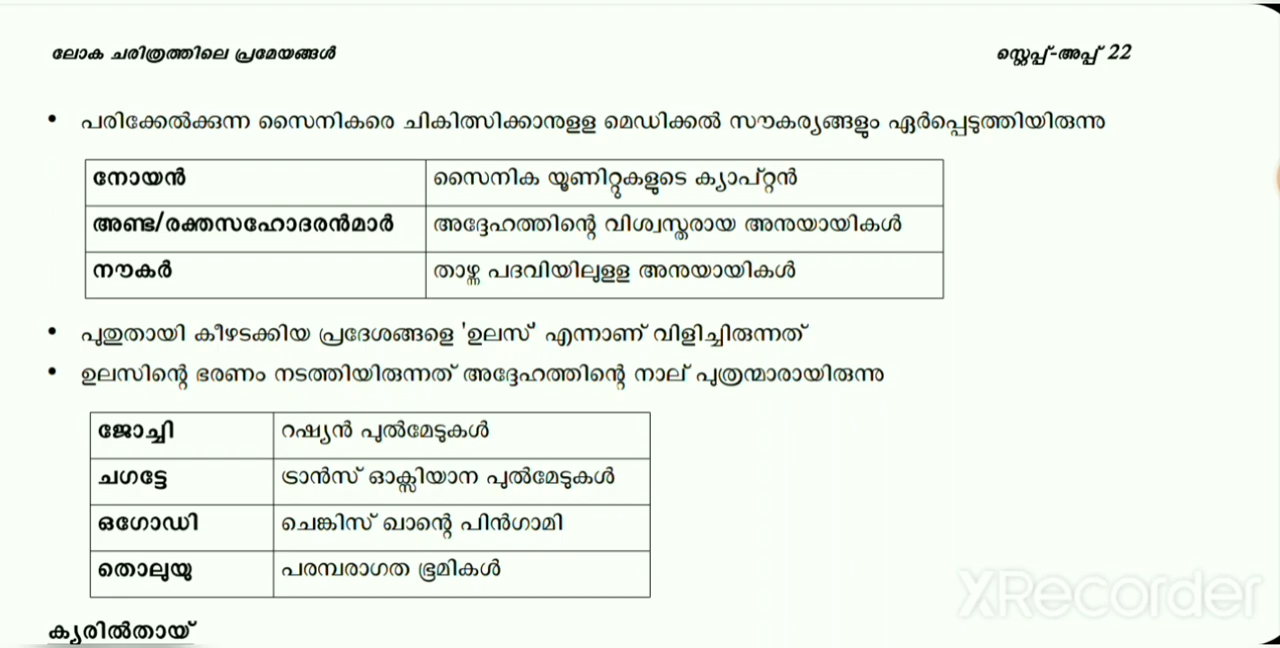 ലോക ചരിത്രത്തിലെ പ്രമേയങ്ങൾ സ്റ്റെപ്പ്-അപ്പ് 22
• പരിക്കേൽക്കുന്ന സൈനികരെ ചികിത്സിക്കാനുളള മെഡിക്കൽ സൗകര്യങ്ങളും ഏർപ്പെടുത്തിയിരുന്നു
നോയൻ സൈനിക യൂണിറ്റുകളുടെ ക്യാപ്റ്റൻ
അണ്ട/രക്തസഹോദരൻമാർ അദ്ദേഹത്തിന്റെ വിശ്വസ്തരായ അനുയായികൾ
നൗകർ താഴ്ന്ന പദവിയിലുളള അനുയായികൾ
• പുതുതായി കീഴടക്കിയ പ്രദേശങ്ങളെ 'ഉലസ്' എന്നാണ് വിളിച്ചിരുന്നത്
• ഉലസിന്റെ ഭരണം നടത്തിയിരുന്നത് അദ്ദേഹത്തിന്റെ നാല് പുത്രന്മാരായിരുന്നു
ജോച്ചി റഷ്യൻ പുൽമേടുകൾ
ചഗട്ടേ ട്രാൻസ് ഓക്സിയാന പുൽമേടുകൾ
ഒഗോഡി ചെങ്കിസ് ഖാന്റെ പിൻഗാമി
തൊലുയു പരമ്പരാഗത ഭൂമികൾ
ക്യുരിൽതായ്
XRecorder